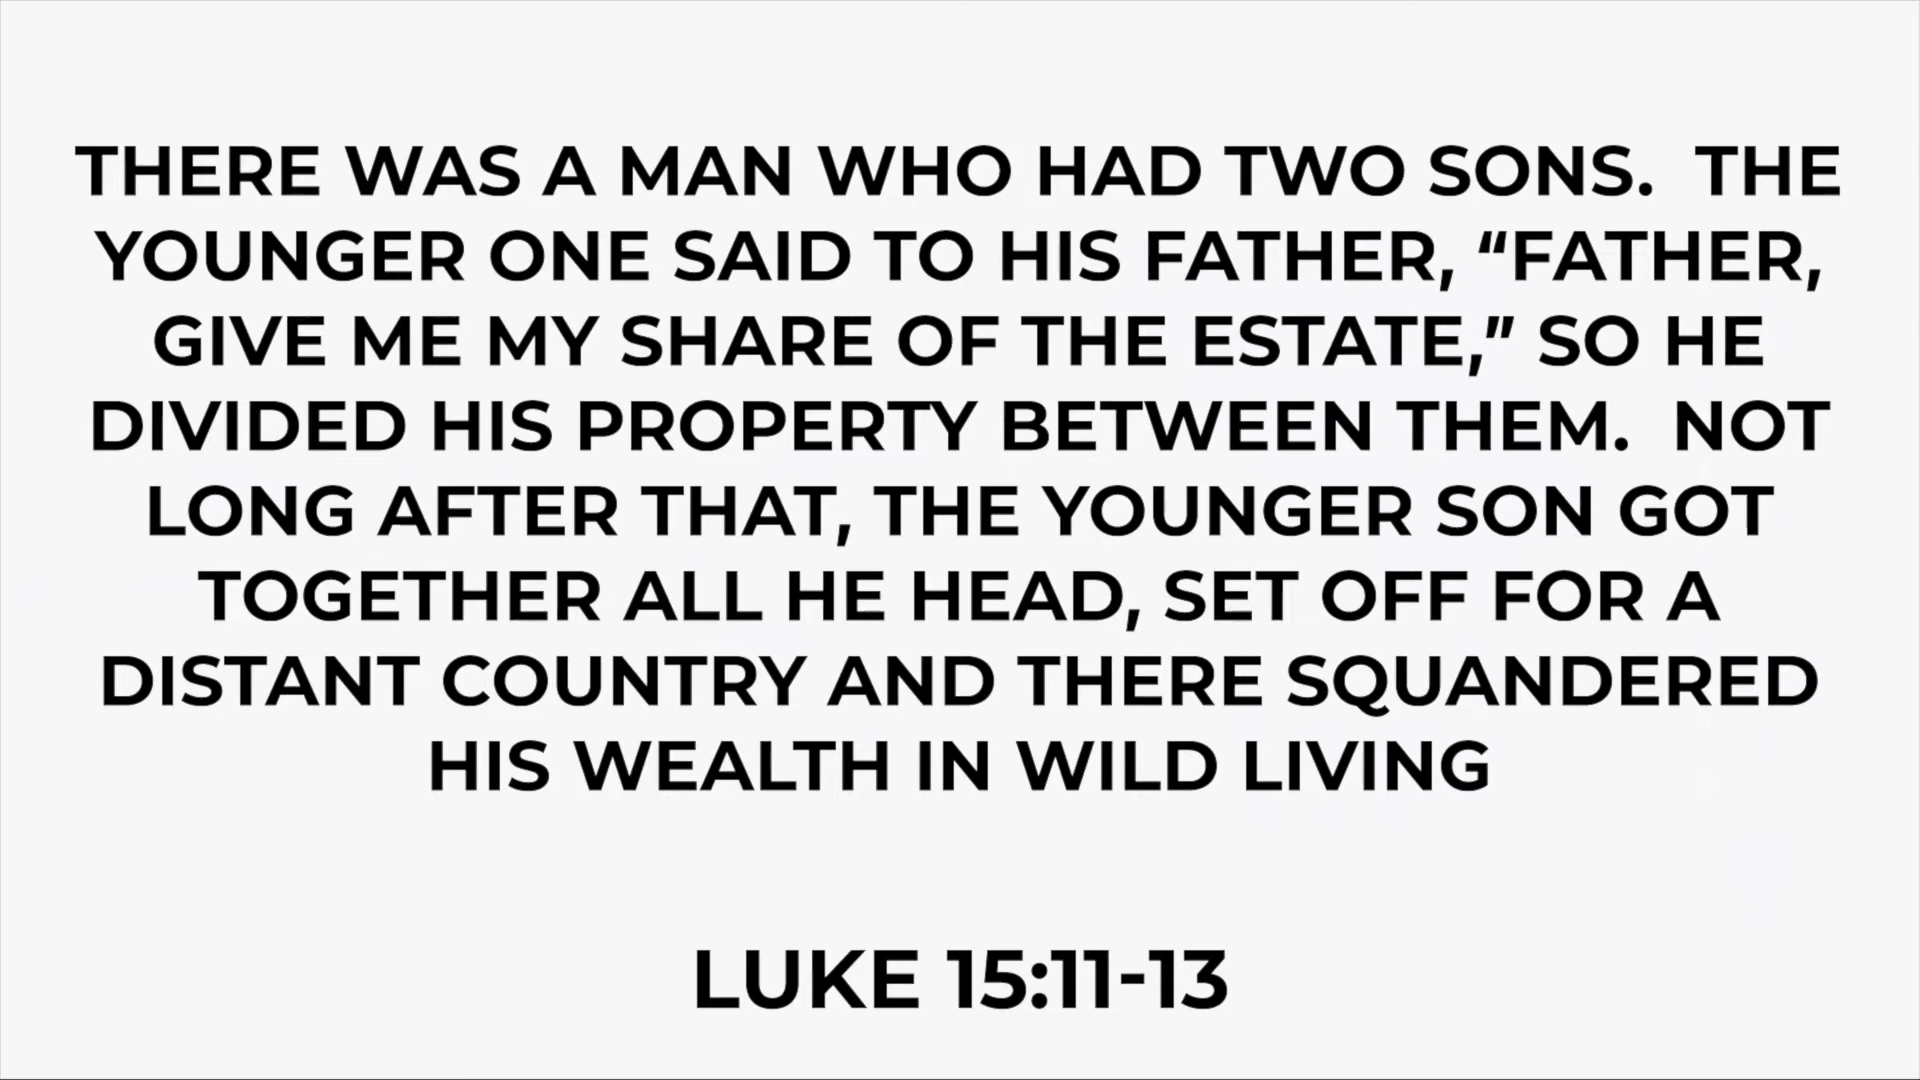 THERE WAS A MAN WHO HAD TWO SONS.  THE
YOUNGER ONE SAID TO HIS FATHER, “FATHER,
GIVE ME MY SHARE OF THE ESTATE,” SO HE
DIVIDED HIS PROPERTY BETWEEN THEM.  NOT
LONG AFTER THAT, THE YOUNGER SON GOT
TOGETHER ALL HE HEAD, SET OFF FOR A
DISTANT COUNTRY AND THERE SQUANDERED
HIS WEALTH IN WILD LIVING
LUKE 15:11-13